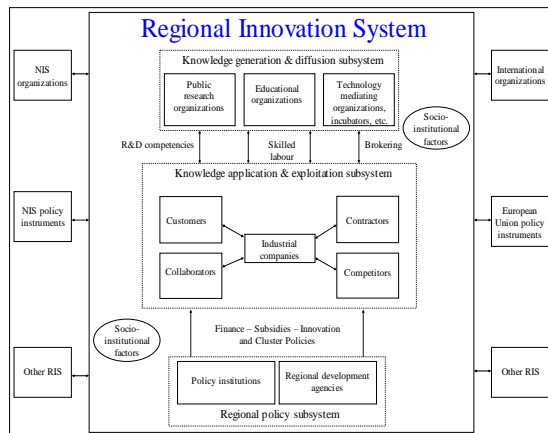 Regional Innovation System
Knowledge generation & diffusion subsystem
NIS
organizations
Public
research
organizations
Educational
organizations
Technology
mediating
organizations,
incubators, etc.
International
organizations
Socio-
institutional
factors
R&D competencies
Skilled
labour
Brokering
Knowledge application & exploitation subsystem
NIS policy
instruments
Customers
Contractors
Industrial
companies
Collaborators
Competitors
European
Union policy
instruments
Socio-
institutional
factors
Finance – Subsidies – Innovation
and Cluster Policies
Other RIS
Policy institutions
Regional development
agencies
Other RIS
Regional policy subsystem